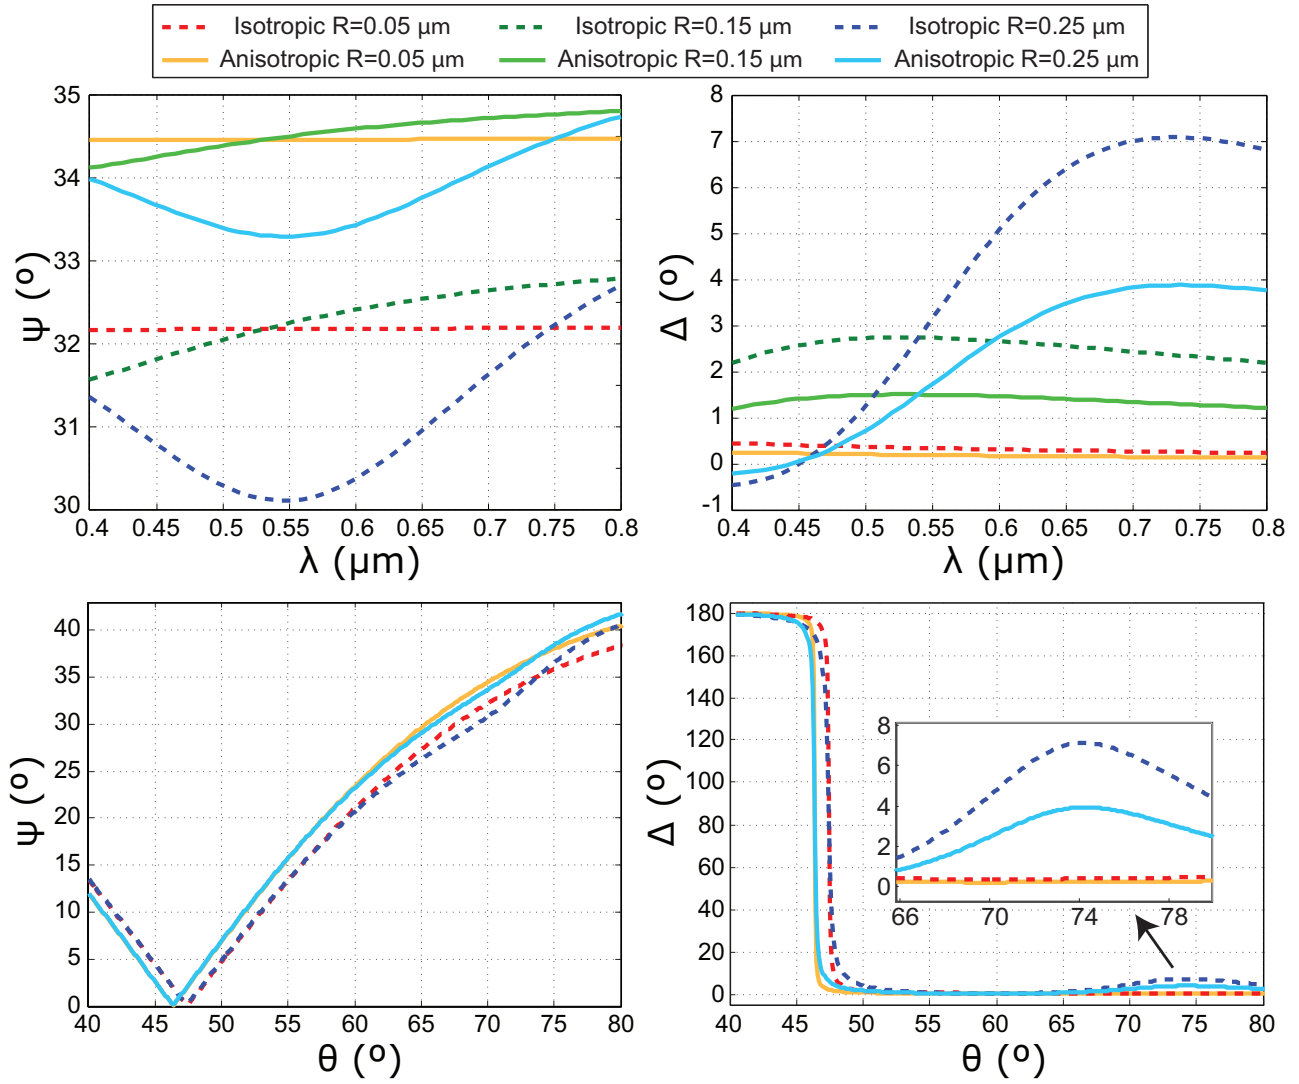 Isotropic R=0.05 μm Isotropic R=0.15 μm Isotropic R=0.25 μm
Anisotropic R=0.05 μm Anisotropic R=0.15 μm Anisotropic R=0.25 μm
35
34
33
32
31
30
Ψ (º)
0.4 0.45 0.5 0.55 0.6 0.65 0.7 0.75 0.8
λ (μm)
8
7
6
5
4
3
2
1
0
-1
Δ (º)
0.4 0.45 0.5 0.55 0.6 0.65 0.7 0.75 0.8
λ (μm)
40
35
30
25
20
15
10
5
0
Ψ (º)
40 45 50 55 60 65 70 75 80
θ (º)
180
160
140
120
100
80
60
40
20
0
Δ (º)
8
6
4
2
0
66 70 74 78
40 45 50 55 60 65 70 75 80
θ (º)